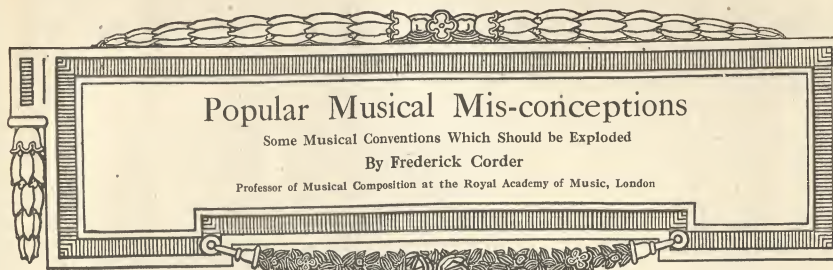 Popular Musical Mis-conceptions
Some Musical Conventions Which Should be Exploded
By Frederick Corder
Professor of Musical Composition at the Royal Academy of Music, London